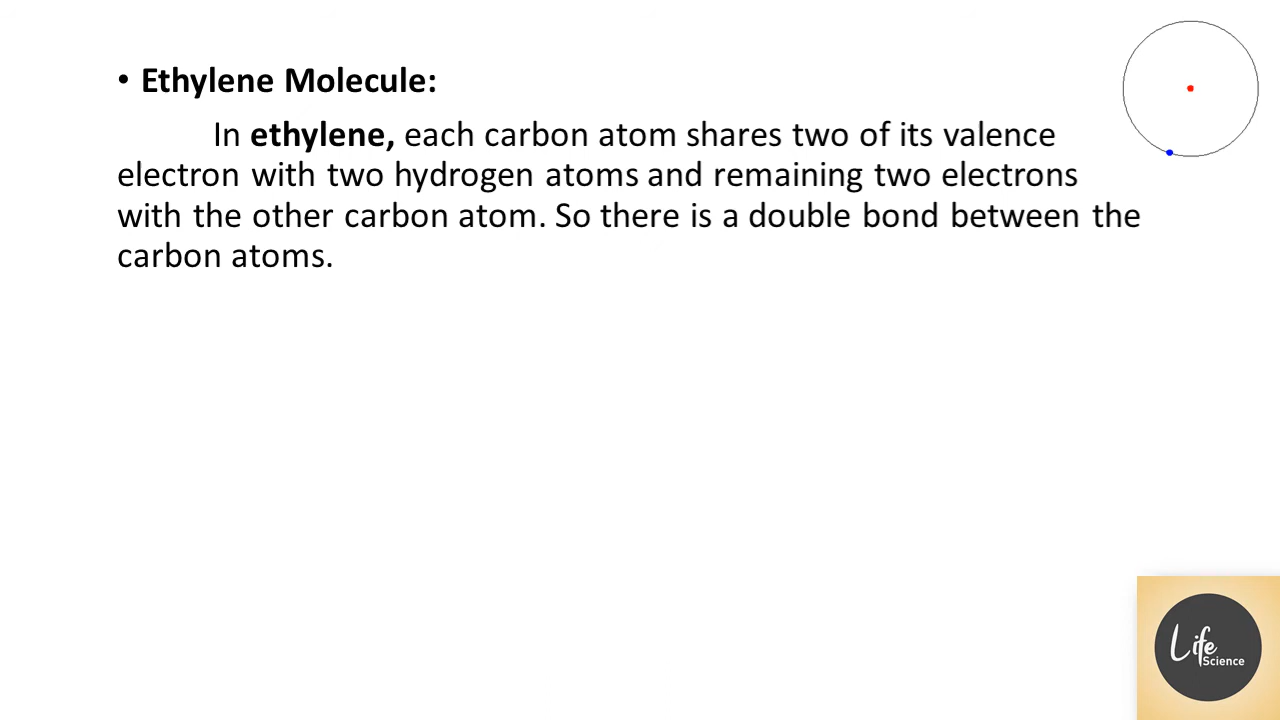 • Ethylene Molecule:
In ethylene, each carbon atom shares two of its valence
electron with two hydrogen atoms and remaining two electrons
with the other carbon atom. So there is a double bond between the
carbon atoms.
Life
Science